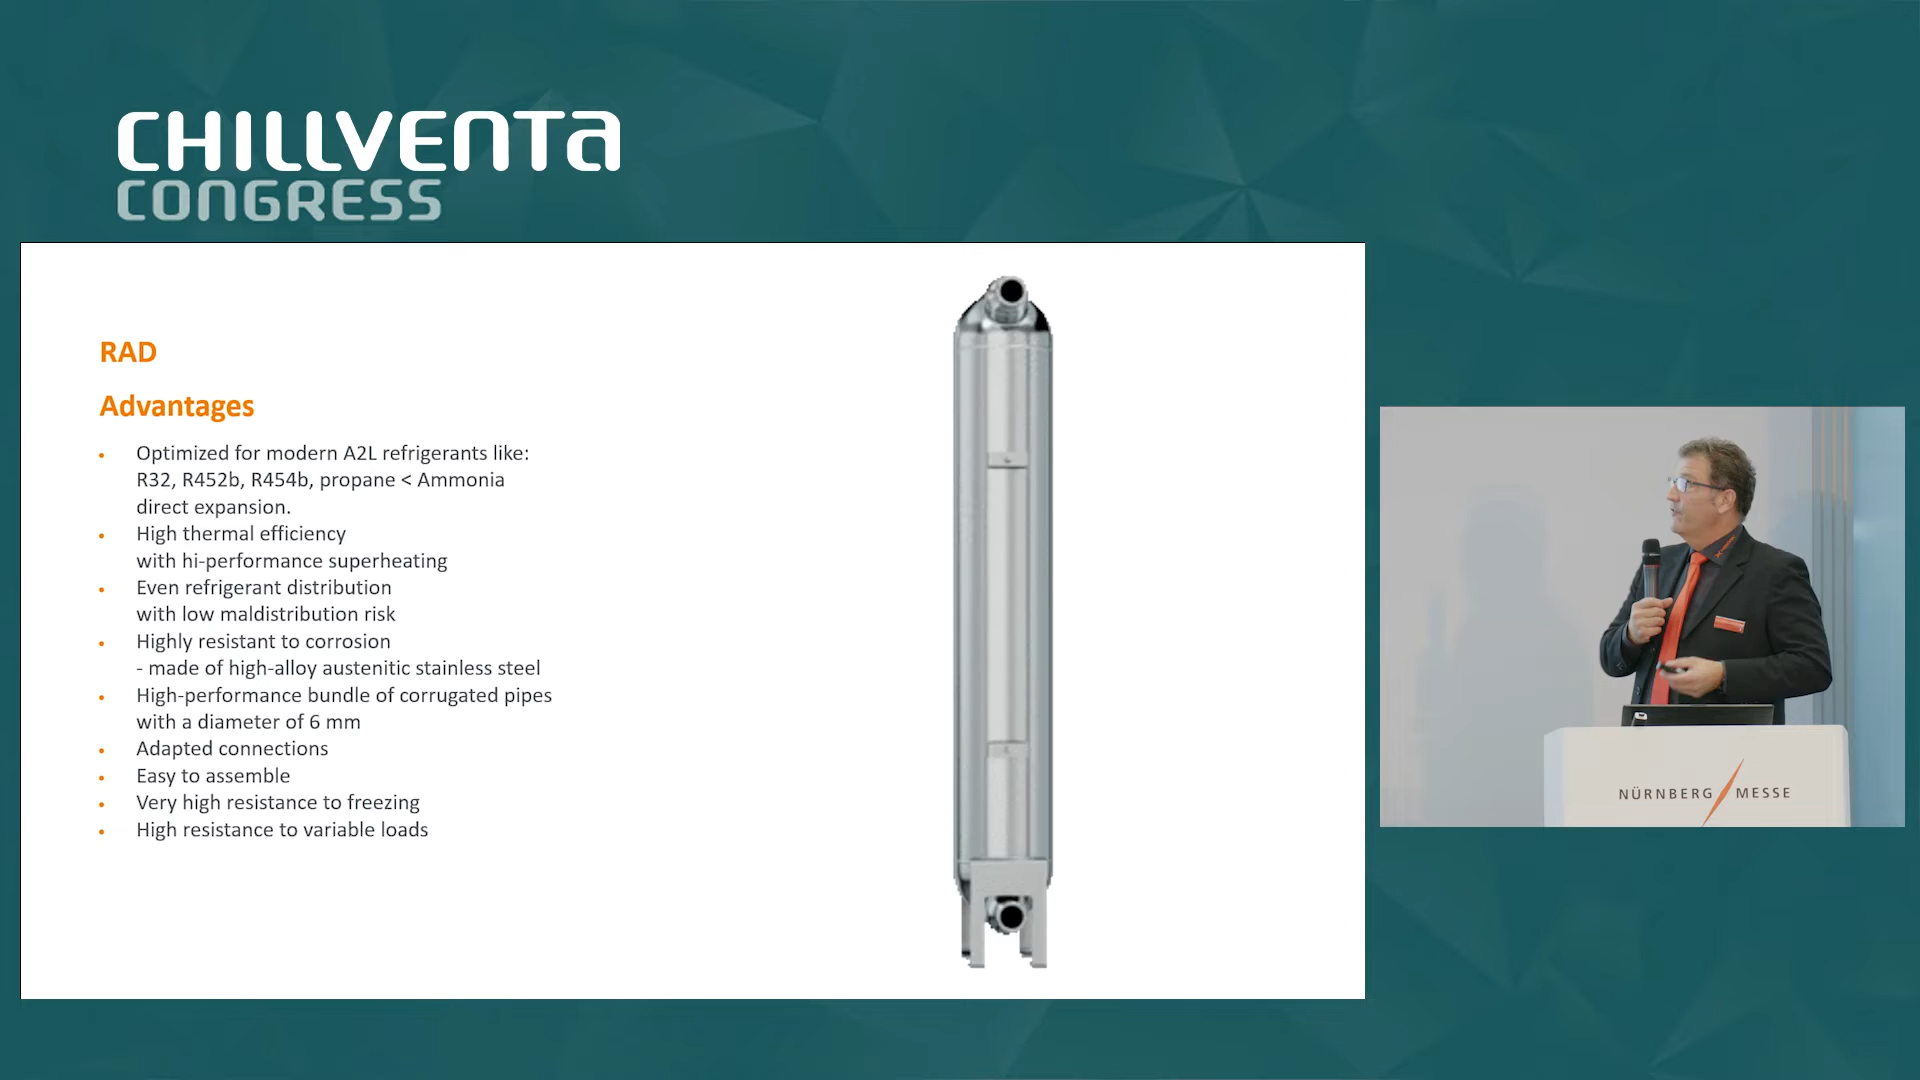 CHILLVENTA
CONGRESS
RAD
Advantages
• Optimized for modern A2L refrigerants like:
R32, R452b, R454b, propane < Ammonia
direct expansion.
• High thermal efficiency
with hi-performance superheating
• Even refrigerant distribution
with low maldistribution risk
• Highly resistant to corrosion
- made of high-alloy austenitic stainless steel
• High-performance bundle of corrugated pipes
with a diameter of 6 mm
• Adapted connections
• Easy to assemble
• Very high resistance to freezing
• High resistance to variable loads
NÜRNBERG MESSE